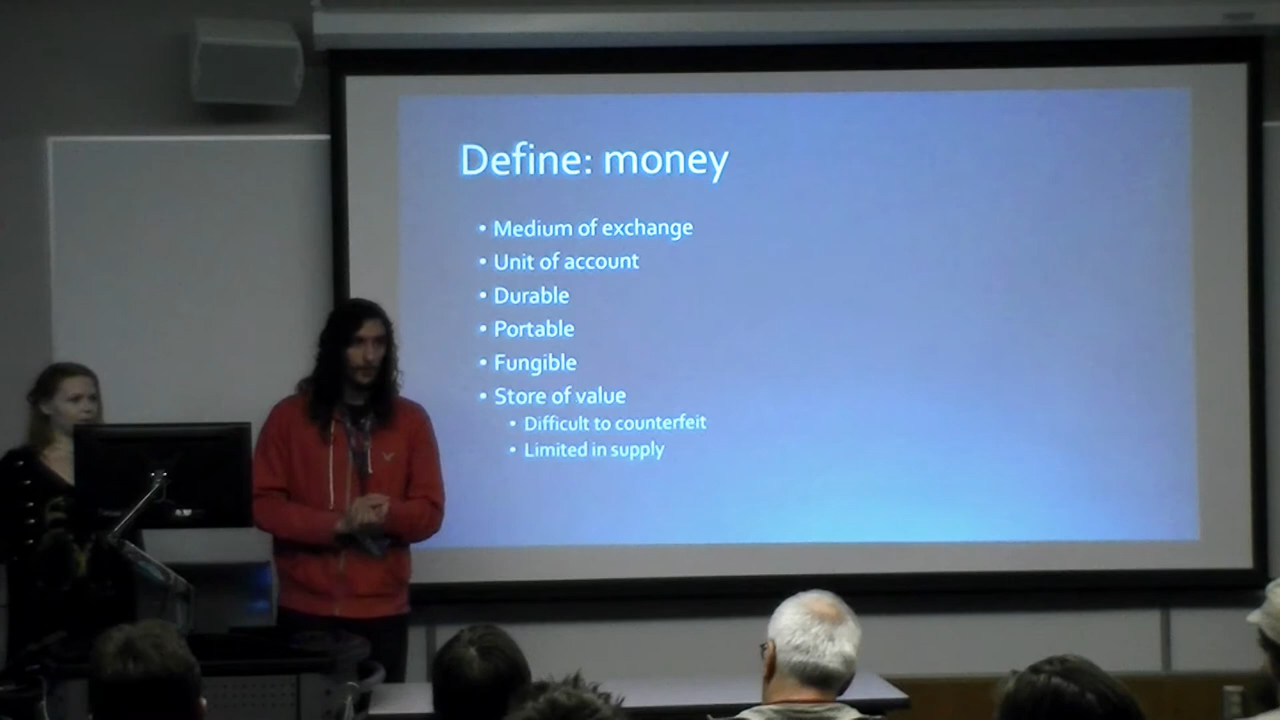 Define: money
• Medium of exchange
• Unit of account
• Durable
• Portable
• Fungible
• Store of value
• Difficult to counterfeit
• Limited in supply